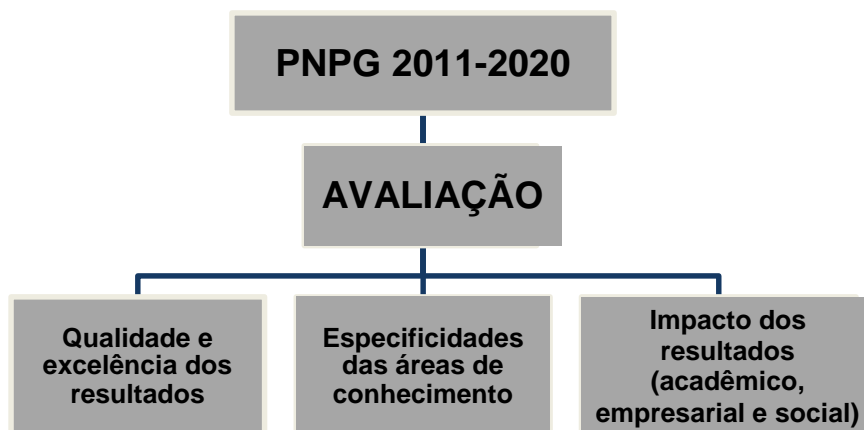 PNPG 2011-2020
AVALIAÇÃO
Qualidade e
excelência dos
resultados
Especificidades
das áreas de
conhecimento
Impacto dos
resultados
(acadêmico,
empresarial e social)